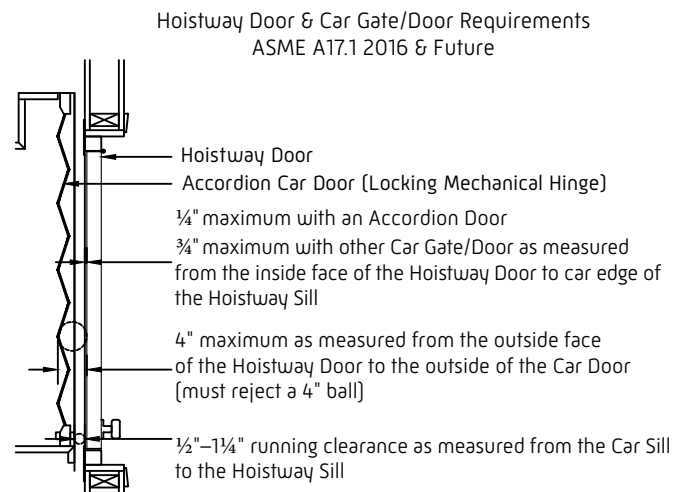 Hoistway Door & Car Gate/Door Requirements
ASME A17.1 2016 & Future
Hoistway Door
Accordion Car Door (Locking Mechanical Hinge)
¼" maximum with an Accordion Door
¾" maximum with other Car Gate/Door as measured
from the inside face of the Hoistway Door to car edge of
the Hoistway Sill
4" maximum as measured from the outside face
of the Hoistway Door to the outside of the Car Door
(must reject a 4" ball)
½"–1¼" running clearance as measured from the Car Sill
to the Hoistway Sill